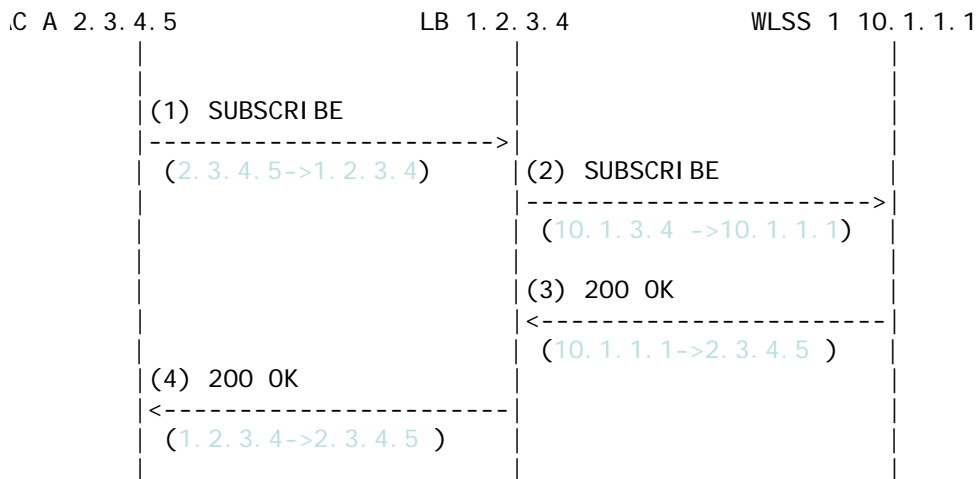 C A 2.3.4.5 LB 1.2.3.4 WLSS 1 10.1.1.1
(1) SUBSCRIBE
----------------------->
(2.3.4.5->1.2.3.4) (2) SUBSCRIBE
----------------------->
(10.1.3.4 ->10.1.1.1)
(3) 200 OK
<-----------------------
(10.1.1.1->2.3.4.5 )
(4) 200 OK
<-----------------------
(1.2.3.4->2.3.4.5 )